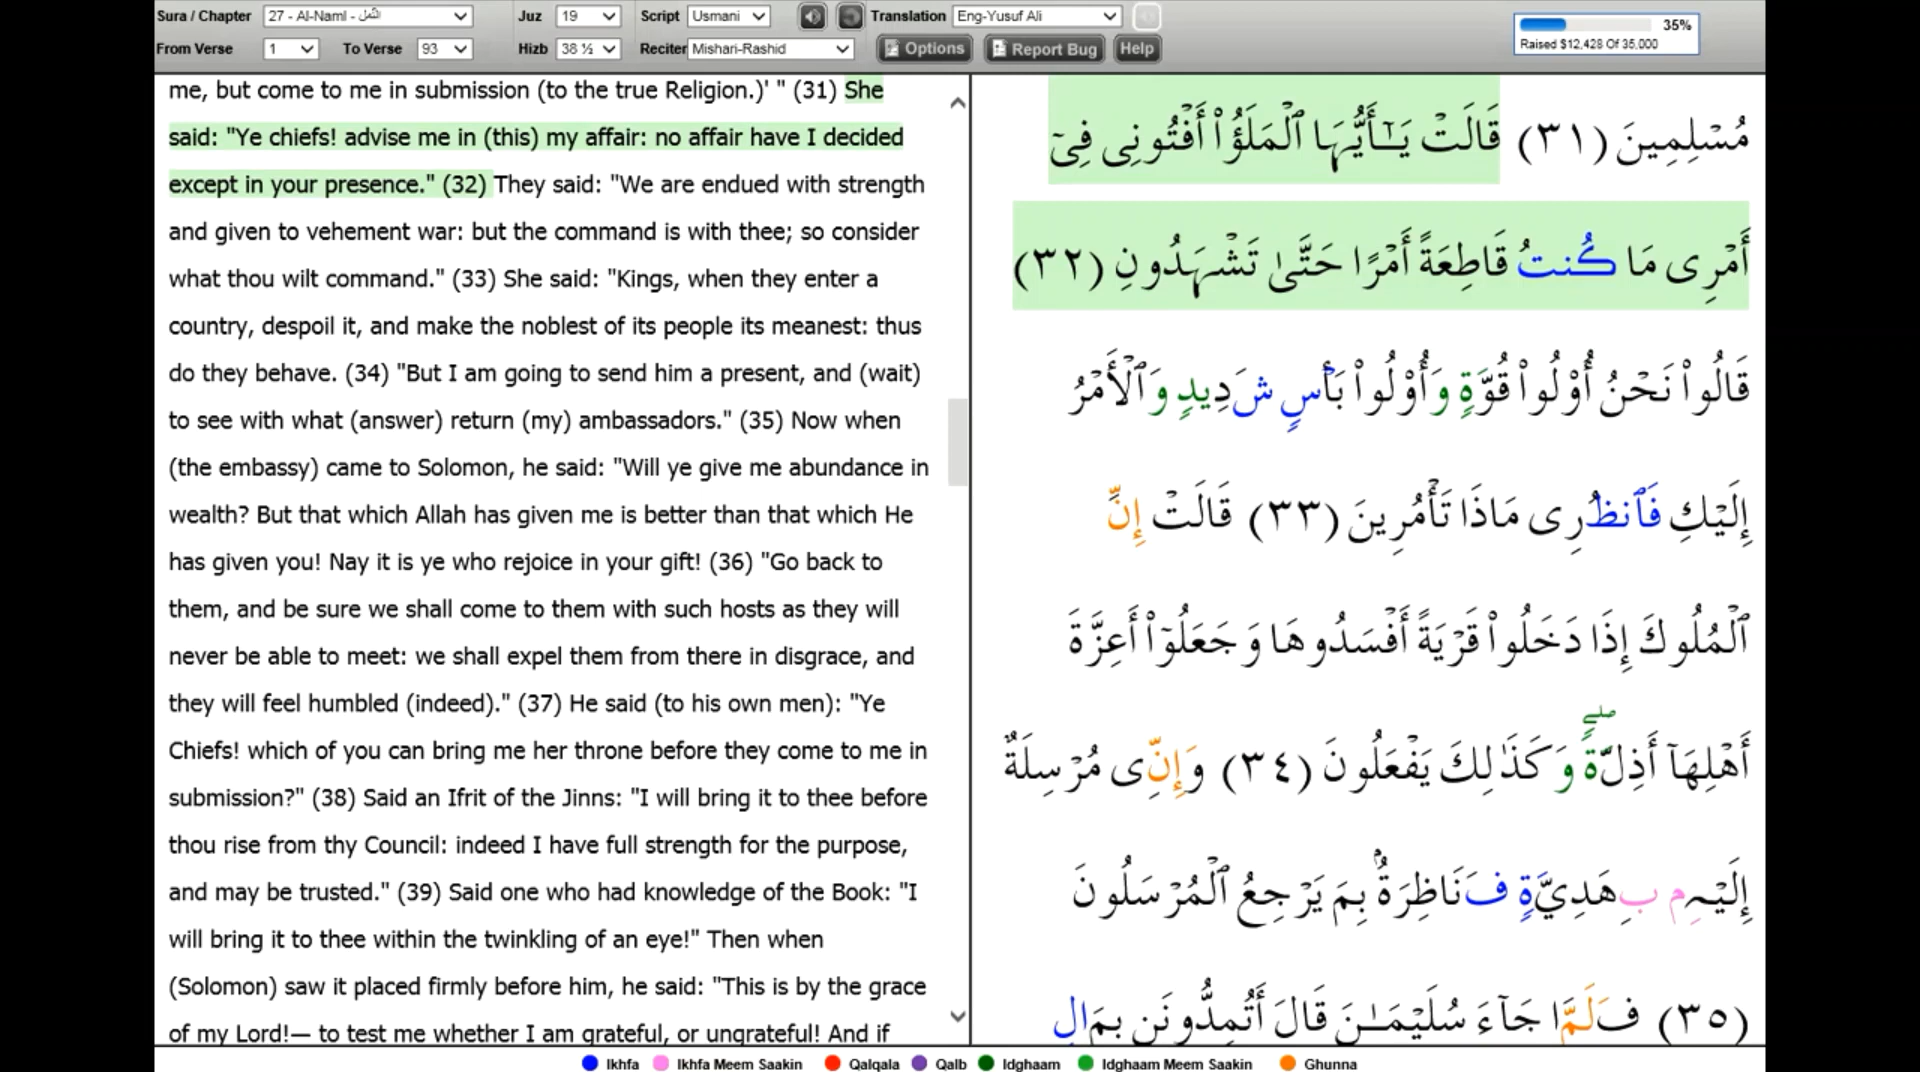 Sura / Chapter 27 - Al-Naml - النَّمل Juz 19 Script Usmani Translation Eng-Yusuf Ali
From Verse 1 To Verse 93 Hizb 38 ½ Reciter Mishari-Rashid Options Report Bug Help
35%
Raised $12,428 Of 35,000
me, but come to me in submission (to the true Religion.)' " (31) She
said: "Ye chiefs! advise me in (this) my affair: no affair have I decided
except in your presence." (32) They said: "We are endued with strength
and given to vehement war: but the command is with thee; so consider
what thou wilt command." (33) She said: "Kings, when they enter a
country, despoil it, and make the noblest of its people its meanest: thus
do they behave. (34) "But I am going to send him a present, and (wait)
to see with what (answer) return (my) ambassadors." (35) Now when
(the embassy) came to Solomon, he said: "Will ye give me abundance in
wealth? But that which Allah has given me is better than that which He
has given you! Nay it is ye who rejoice in your gift! (36) "Go back to
them, and be sure we shall come to them with such hosts as they will
never be able to meet: we shall expel them from there in disgrace, and
they will feel humbled (indeed)." (37) He said (to his own men): "Ye
Chiefs! which of you can bring me her throne before they come to me in
submission?" (38) Said an Ifrit of the Jinns: "I will bring it to thee before
thou rise from thy Council: indeed I have full strength for the purpose,
and may be trusted." (39) Said one who had knowledge of the Book: "I
will bring it to thee within the twinkling of an eye!" Then when
(Solomon) saw it placed firmly before him, he said: "This is by the grace
of my Lord!— to test me whether I am grateful, or ungrateful! And if
مُسْلِمِينَ (٣١) قَالَتْ يَـٰٓأَيُّهَا ٱلْمَلَؤُا۟ أَفْتُونِى فِىٓ
أَمْرِى مَا كُنتُ قَاطِعَةً أَمْرًا حَتَّىٰ تَشْهَدُونِ (٣٢)
قَالُوا۟ نَحْنُ أُو۟لُوا۟ قُوَّةٍ وَأُو۟لُوا۟ بَأْسٍ شَدِيدٍ وَٱلْأَمْرُ
إِلَيْكِ فَٱنظُرِى مَاذَا تَأْمُرِينَ (٣٣) قَالَتْ إِنَّ
ٱلْمُلُوكَ إِذَا دَخَلُوا۟ قَرْيَةً أَفْسَدُوهَا وَجَعَلُوٓا۟ أَعِزَّةَ
أَهْلِهَآ أَذِلَّةً ۖ وَكَذَٰلِكَ يَفْعَلُونَ (٣٤) وَإِنِّى مُرْسِلَةٌ
إِلَيْهِم بِهَدِيَّةٍ فَنَاظِرَةٌۢ بِمَ يَرْجِعُ ٱلْمُرْسَلُونَ
(٣٥) فَلَمَّا جَآءَ سُلَيْمَـٰنَ قَالَ أَتُمِدُّونَنِ بِمَالٍ
Ikhfa Ikhfa Meem Saakin Qalqala Qalb Idghaam Idghaam Meem Saakin Ghunna